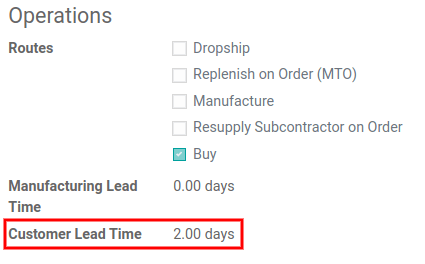 Operations
Routes
Dropship
Replenish on Order (MTO)
Manufacture
Resupply Subcontractor on Order
Buy
Manufacturing Lead Time 0.00 days
Customer Lead Time 2.00 days